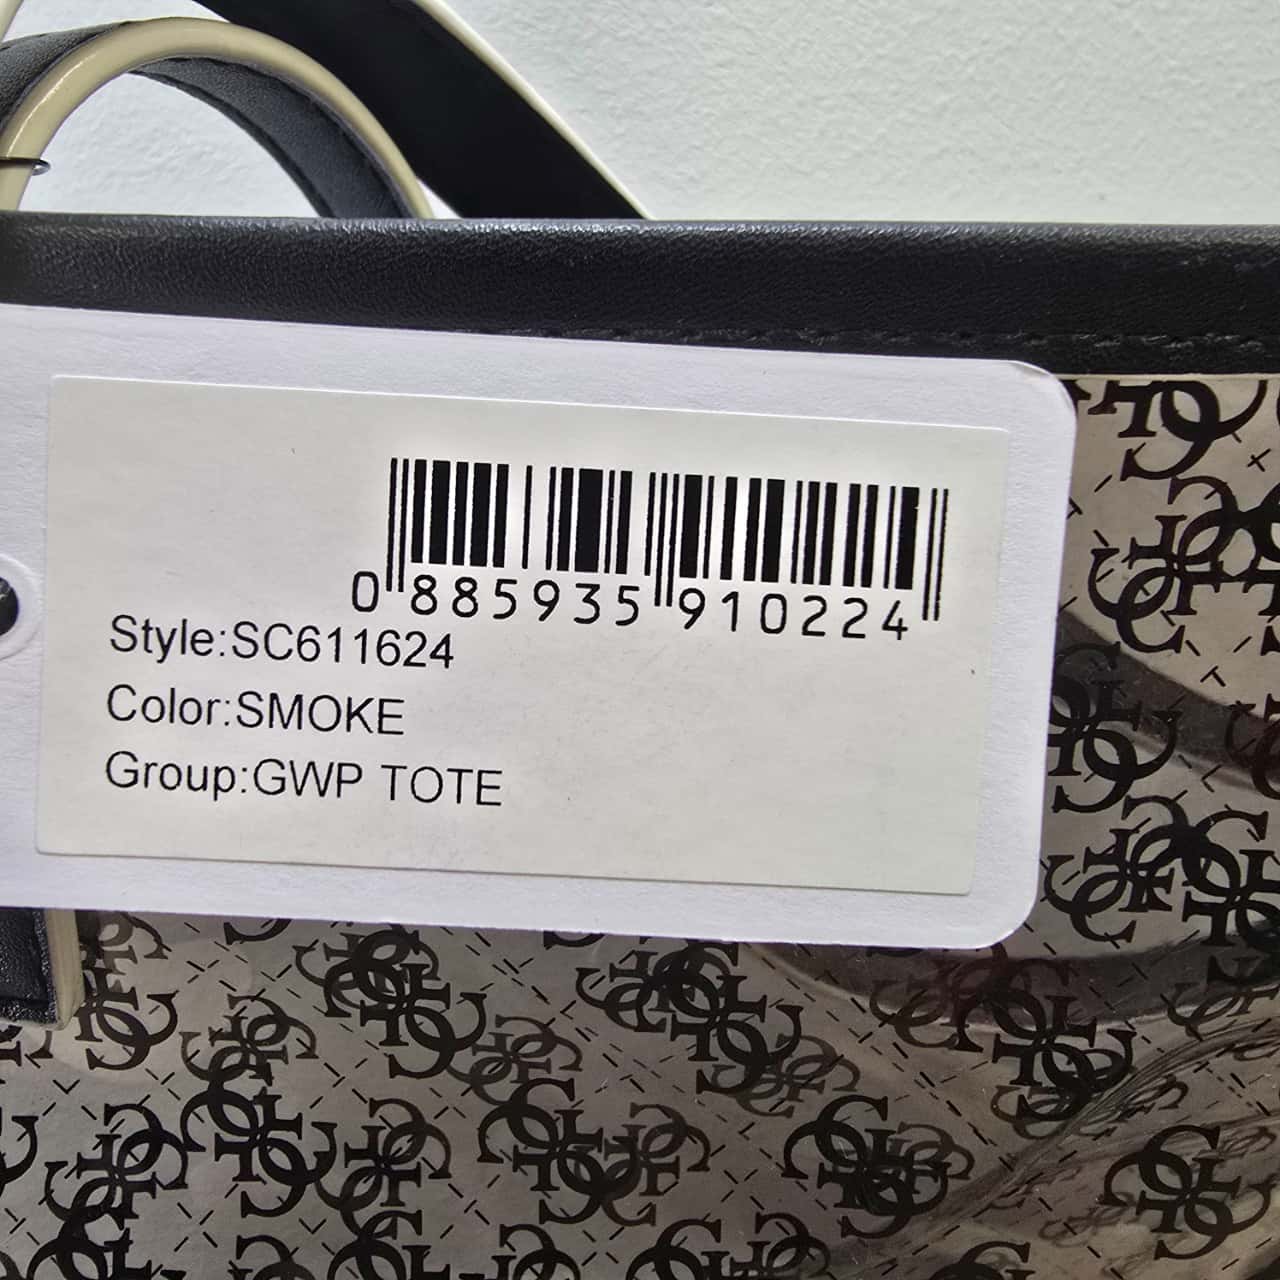 0 885935 910224
Style:SC611624
Color:SMOKE
Group:GWP TOTE